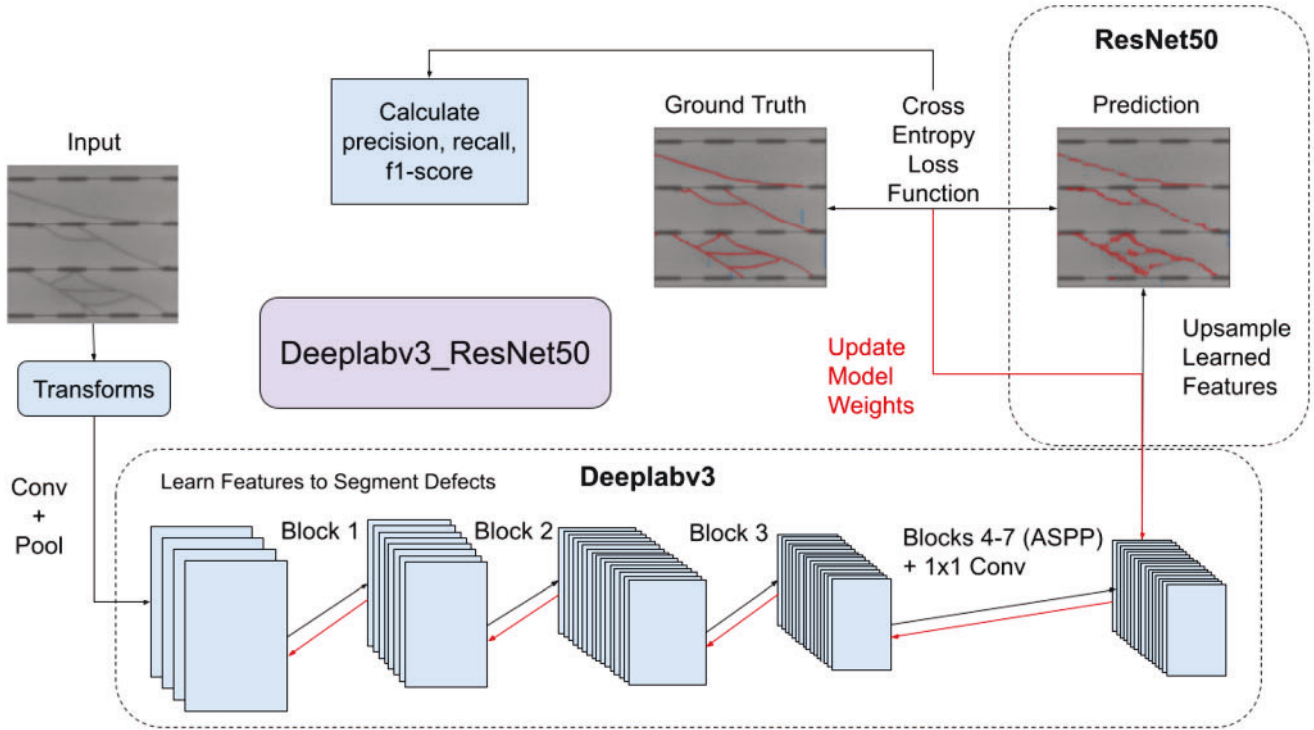 ResNet50
Calculate
precision, recall,
f1-score
Ground Truth
Cross
Entropy
Loss
Function
Prediction
Input
Deeplabv3_ResNet50
Transforms
Update
Model
Weights
Upsample
Learned
Features
Conv
+
Pool
Learn Features to Segment Defects
Deeplabv3
Block 1
Block 2
Block 3
Blocks 4-7 (ASPP)
+ 1x1 Conv